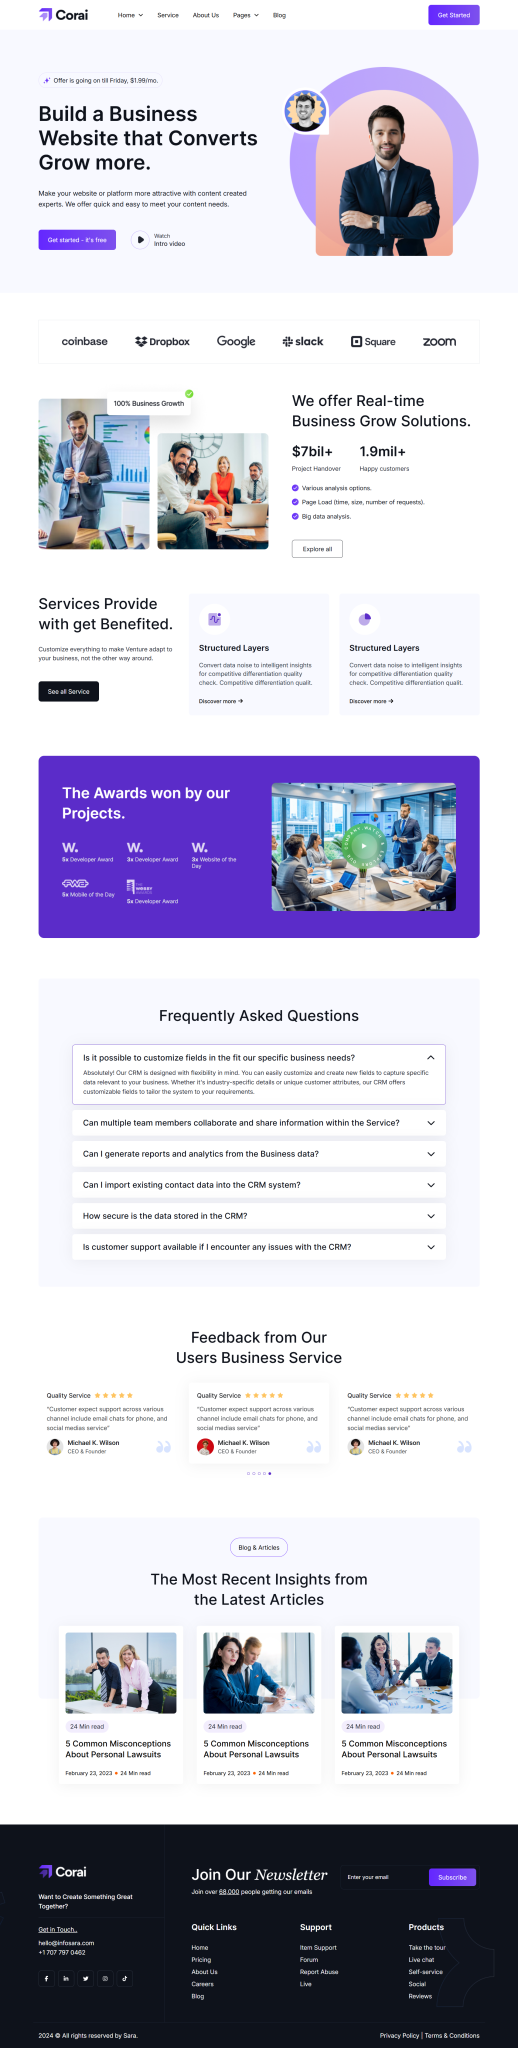 Corai
Home
Service
About Us
Pages
Blog
Get Started
Offer is going on till Friday, $1.99/mo.
Build a Business
Website that Converts
Grow more.
Make your website or platform more attractive with content created
experts. We offer quick and easy to meet your content needs.
Get started - it's free
Watch
Intro video
coinbase
Dropbox
Google
slack
Square
zoom
100% Business Growth
We offer Real-time
Business Grow Solutions.
$7bil+
1.9mil+
Project Handover
Happy customers
Various analysis options.
Page Load (time, size, number of requests).
Big data analysis.
Explore all
Services Provide
with get Benefited.
Customize everything to make Venture adapt to
your business, not the other way around.
See all Service
Structured Layers
Convert data noise to intelligent insights
for competitive differentiation quality
check. Competitive differentiation qualit.
Discover more
Structured Layers
Convert data noise to intelligent insights
for competitive differentiation quality
check. Competitive differentiation qualit.
Discover more
The Awards won by our
Projects.
W.
5x Developer Award
W.
3x Developer Award
W.
3x Website of the
Day
5x Mobile of the Day
5x Developer Award
Frequently Asked Questions
Is it possible to customize fields in the fit our specific business needs?
Absolutely! Our CRM is designed with flexibility in mind. You can easily customize and create new fields to capture specific
data relevant to your business. Whether it's industry-specific details or unique customer attributes, our CRM offers
customizable fields to tailor the system to your requirements.
Can multiple team members collaborate and share information within the Service?
Can I generate reports and analytics from the Business data?
Can I import existing contact data into the CRM system?
How secure is the data stored in the CRM?
Is customer support available if I encounter any issues with the CRM?
Feedback from Our
Users Business Service
Quality Service
"Customer expect support across various
channel include email chats for phone, and
social medias service"
Michael K. Wilson
CEO & Founder
Quality Service
"Customer expect support across various
channel include email chats for phone, and
social medias service"
Michael K. Wilson
CEO & Founder
Quality Service
"Customer expect support across various
channel include email chats for phone, and
social medias service"
Michael K. Wilson
CEO & Founder
Blog & Articles
The Most Recent Insights from
the Latest Articles
24 Min read
5 Common Misconceptions
About Personal Lawsuits
February 23, 2023 • 24 Min read
24 Min read
5 Common Misconceptions
About Personal Lawsuits
February 23, 2023 • 24 Min read
24 Min read
5 Common Misconceptions
About Personal Lawsuits
February 23, 2023 • 24 Min read
Corai
Want to Create Something Great
Together?
Get in Touch..
hello@infosara.com
+1 707 797 0462
Join Our Newsletter
Join over 68,000 people getting our emails
Enter your email
Subscribe
Quick Links
Home
Pricing
About Us
Careers
Blog
Support
Item Support
Forum
Report Abuse
Live
Products
Take the tour
Live chat
Self-service
Social
Reviews
2024 © All rights reserved by Sara.
Privacy Policy | Terms & Conditions